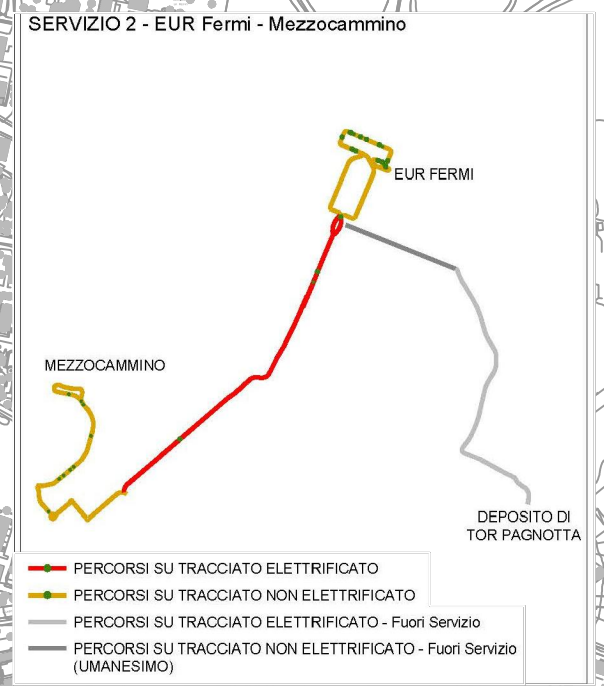 SERVIZIO 2 - EUR Fermi - Mezzocammino
EUR FERMI
MEZZOCAMMINO
DEPOSITO DI
TOR PAGNOTTA
PERCORSI SU TRACCIATO ELETTRIFICATO
PERCORSI SU TRACCIATO NON ELETTRIFICATO
PERCORSI SU TRACCIATO ELETTRIFICATO - Fuori Servizio
PERCORSI SU TRACCIATO NON ELETTRIFICATO - Fuori Servizio
(UMANESIMO)